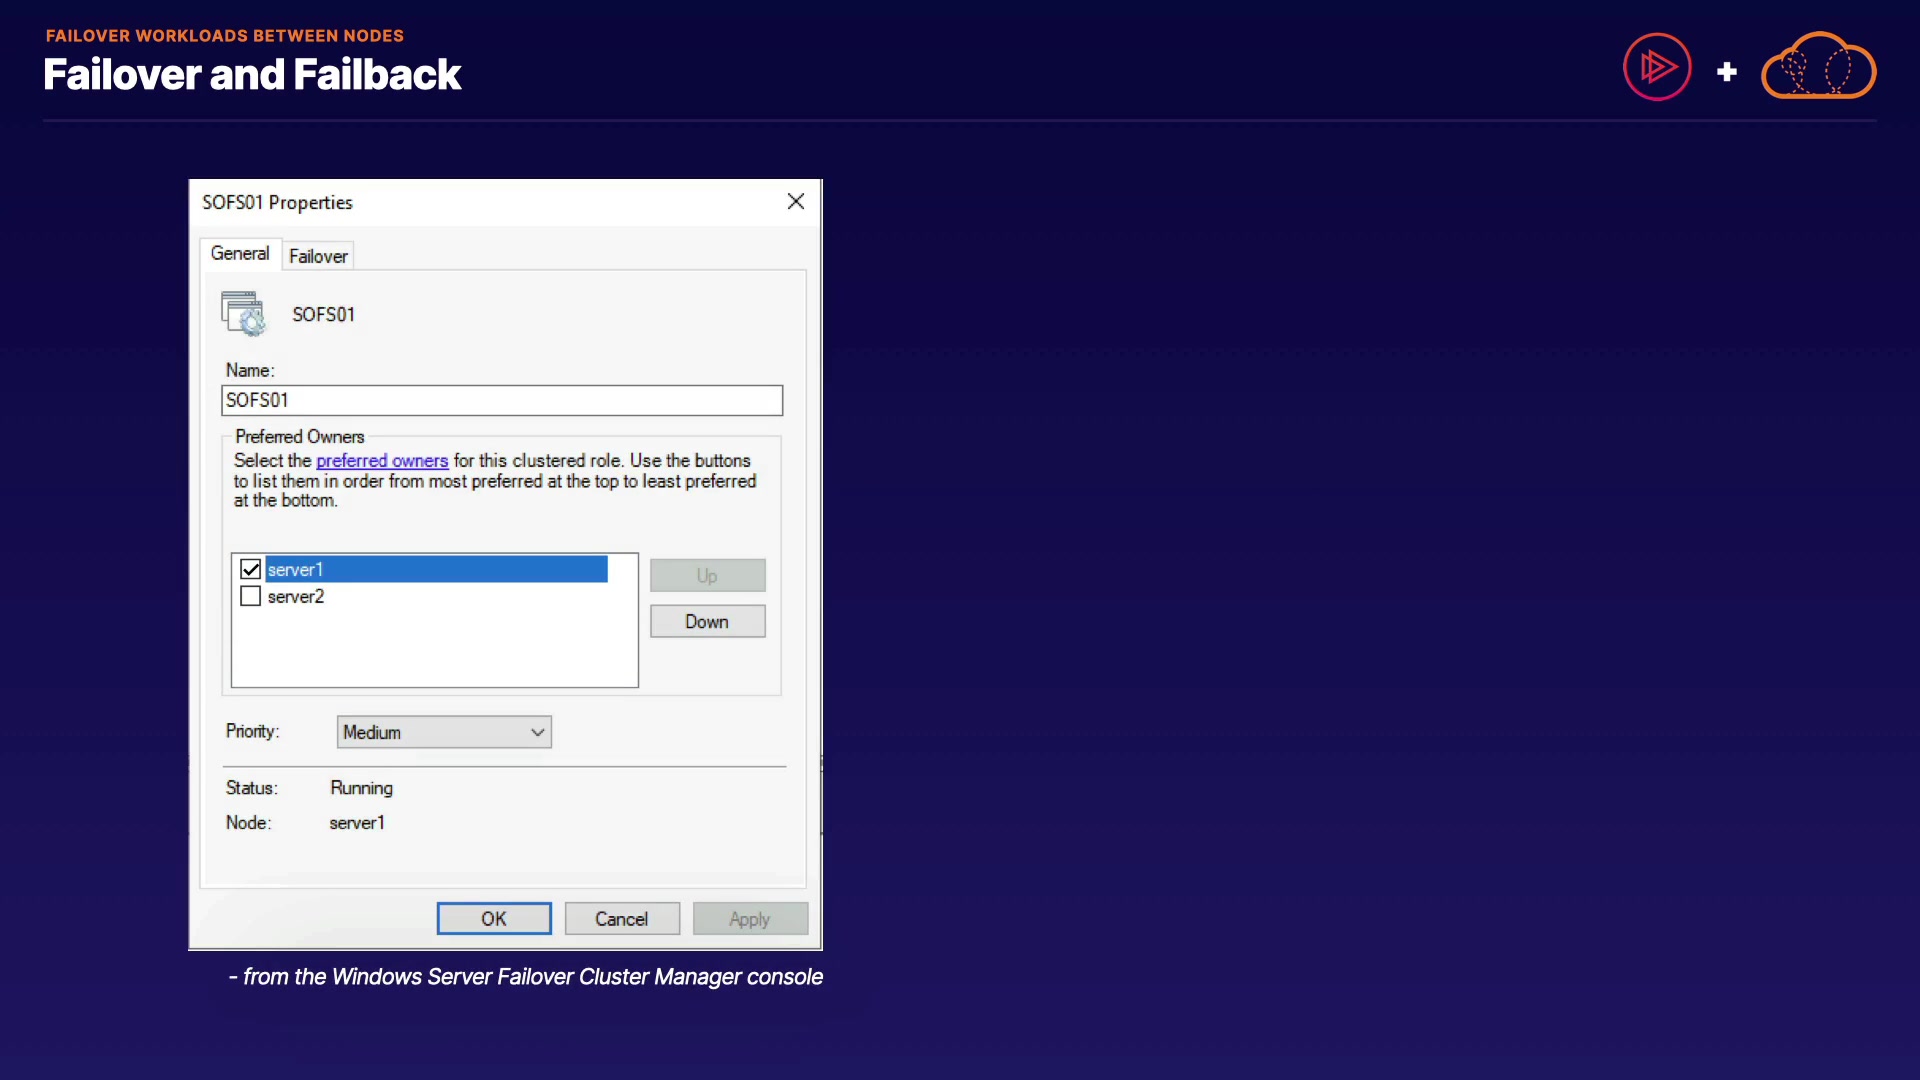 FAILOVER WORKLOADS BETWEEN NODES
Failover and Failback
SOFS01 Properties
General
Failover
SOFS01
Name:
SOFS01
Preferred Owners
Select the preferred owners for this clustered role. Use the buttons
to list them in order from most preferred at the top to least preferred
at the bottom.
server1
server2
Up
Down
Priority:
Medium
Status:
Running
Node:
server1
OK
Cancel
Apply
- from the Windows Server Failover Cluster Manager console